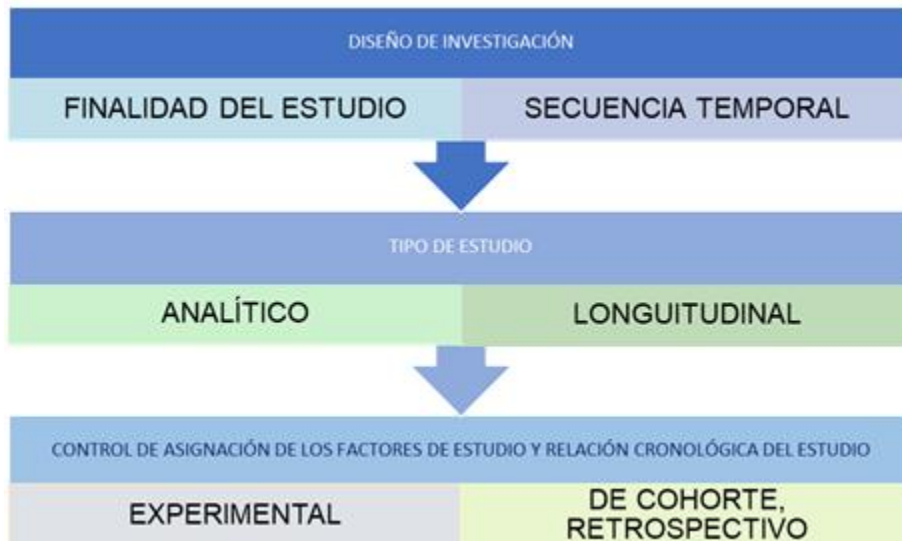 DISEÑO DE INVESTIGACIÓN
FINALIDAD DEL ESTUDIO
SECUENCIA TEMPORAL
TIPO DE ESTUDIO
ANALÍTICO
LONGUITUDINAL
CONTROL DE ASIGNACIÓN DE LOS FACTORES DE ESTUDIO Y RELACIÓN CRONOLÓGICA DEL ESTUDIO
EXPERIMENTAL
DE COHORTE,
RETROSPECTIVO